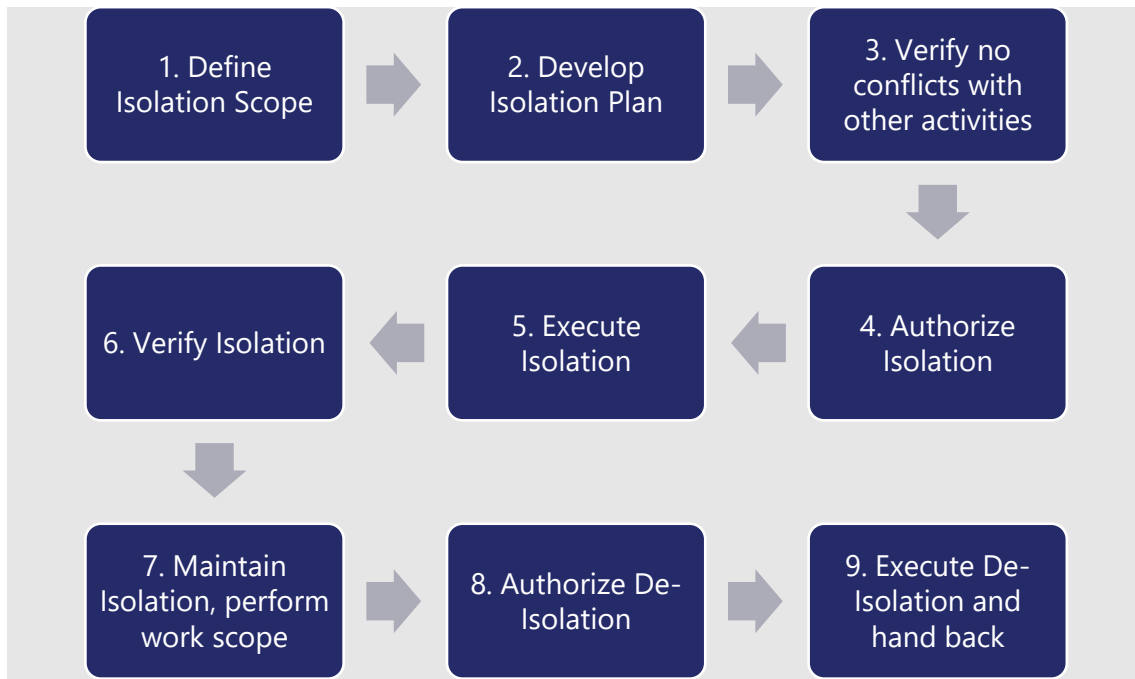 1. Define
Isolation Scope
2. Develop
Isolation Plan
3. Verify no
conflicts with
other activities
4. Authorize
Isolation
5. Execute
Isolation
6. Verify Isolation
7. Maintain
Isolation, perform
work scope
8. Authorize De-
Isolation
9. Execute De-
Isolation and
hand back